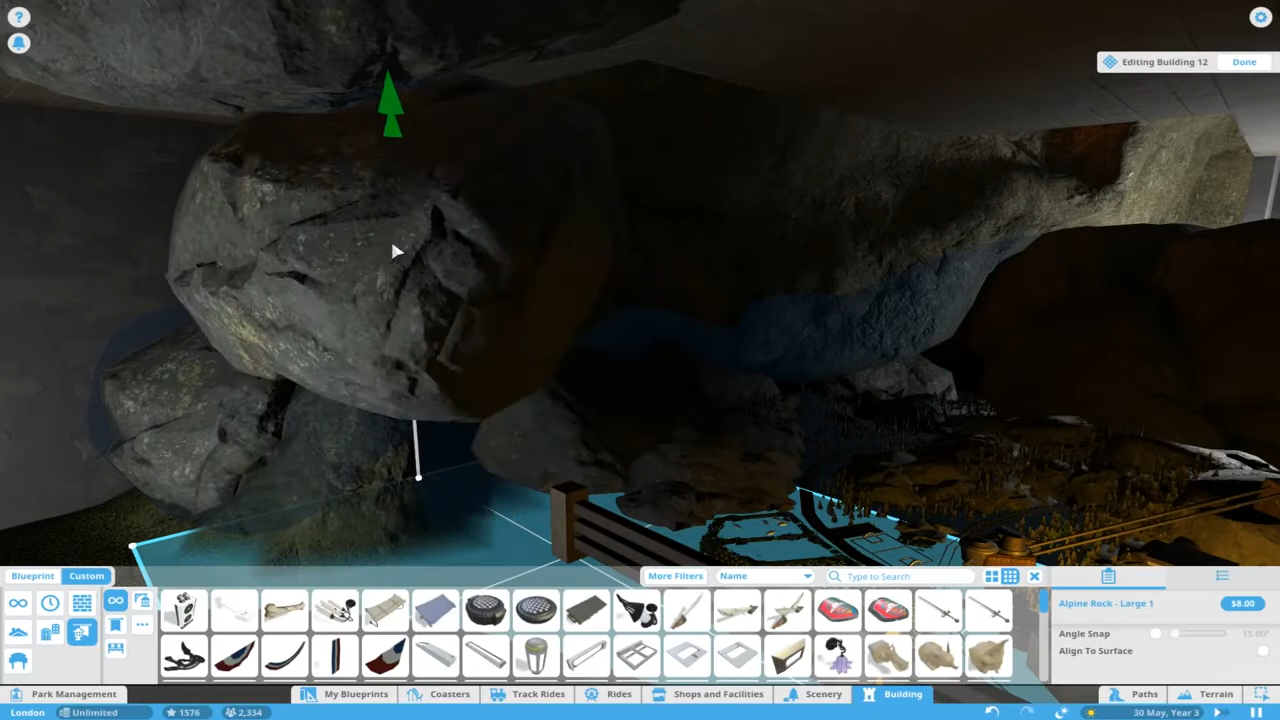 ?
Editing Building 12 Done
Blueprint Custom More Filters Name Type to Search
Alpine Rock - Large 1 $8.00
Angle Snap 15.00°
Align To Surface
Park Management My Blueprints Coasters Track Rides Rides Shops and Facilities Scenery Building Paths Terrain
London Unlimited 1576 2,334 30 May, Year 3